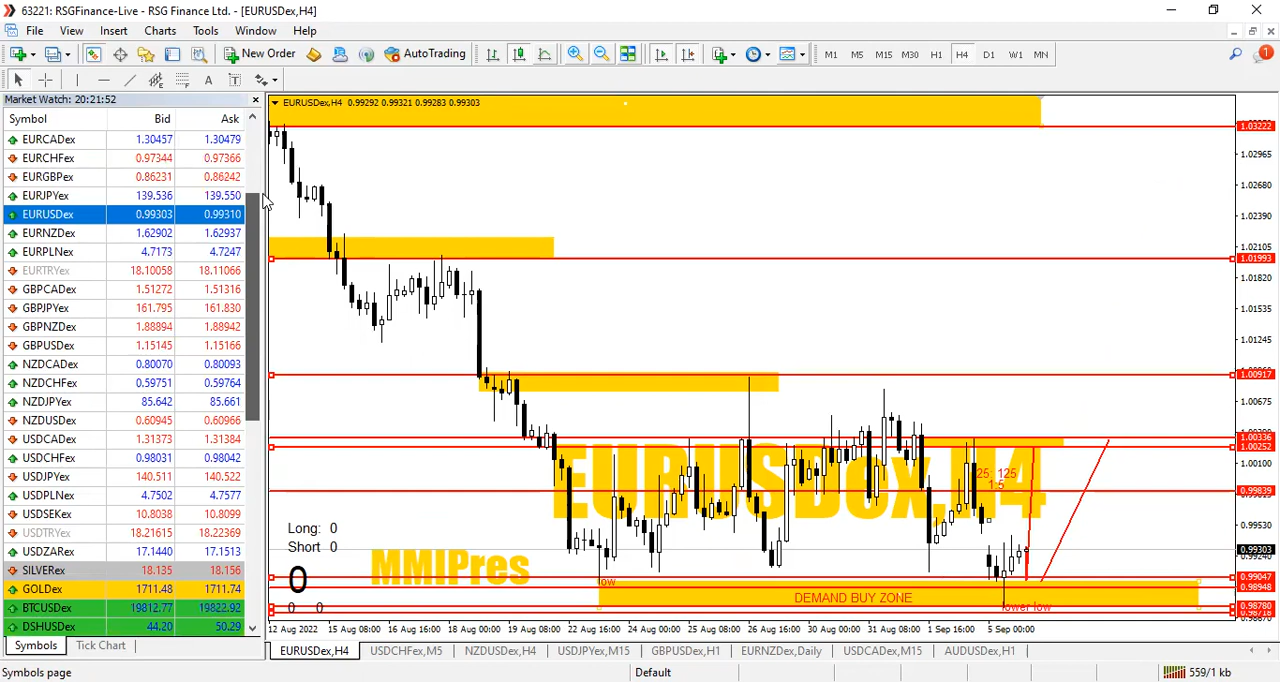 63221: RSGFinance-Live - RSG Finance Ltd. - [EURUSDex,H4]
File View Insert Charts Tools Window Help
New Order AutoTrading M1 M5 M15 M30 H1 H4 D1 W1 MN 1
Market Watch: 20:21:52
Symbol Bid Ask
EURCADex 1.30457 1.30479
EURCHFex 0.97344 0.97366
EURGBPex 0.86231 0.86242
EURJPYex 139.536 139.550
EURUSDex 0.99303 0.99310
EURNZDex 1.62902 1.62937
EURPLNex 4.7173 4.7247
EURTRYex 18.10058 18.11066
GBPCADex 1.51272 1.51316
GBPJPYex 161.795 161.830
GBPNZDex 1.88894 1.88942
GBPUSDex 1.15145 1.15166
NZDCADex 0.80070 0.80093
NZDCHFex 0.59751 0.59764
NZDJPYex 85.642 85.661
NZDUSDex 0.60945 0.60966
USDCADex 1.31373 1.31384
USDCHFex 0.98031 0.98042
USDJPYex 140.511 140.525
USDPLNex 4.7502 4.7577
USDSEKex 10.8038 10.8099
USDTRYex 18.21615 18.22369
USDZARex 17.1440 17.1513
SILVERex 18.135 18.156
GOLDex 1711.48 1711.74
BTCUSDex 19812.77 19822.92
DSHUSDex 44.20 50.29
Symbols Tick Chart
EURUSDex,H4 0.99292 0.99321 0.99283 0.99303
1.03222
1.02965
1.02680
1.02390
1.02105
1.01993
1.01820
1.01535
1.01245
1.00917
1.00675
1.00336
1.00252
1.00100
0.99839
0.99530
0.99303
0.99240
0.99047
0.98948
0.98780
EURUSDex,H4
25: 125
1:5
Long: 0
Short 0
0
0 0
MMIPres
low
DEMAND BUY ZONE
lower low
12 Aug 2022 15 Aug 08:00 16 Aug 16:00 18 Aug 00:00 19 Aug 08:00 22 Aug 16:00 24 Aug 00:00 25 Aug 08:00 26 Aug 16:00 30 Aug 00:00 31 Aug 08:00 1 Sep 16:00 5 Sep 00:00
EURUSDex,H4 USDCHFex,M5 NZDUSDex,H4 USDJPYex,M15 GBPUSDex,H1 EURNZDex,Daily USDCADex,M15 AUDUSDex,H1
Symbols page Default 559/1 kb